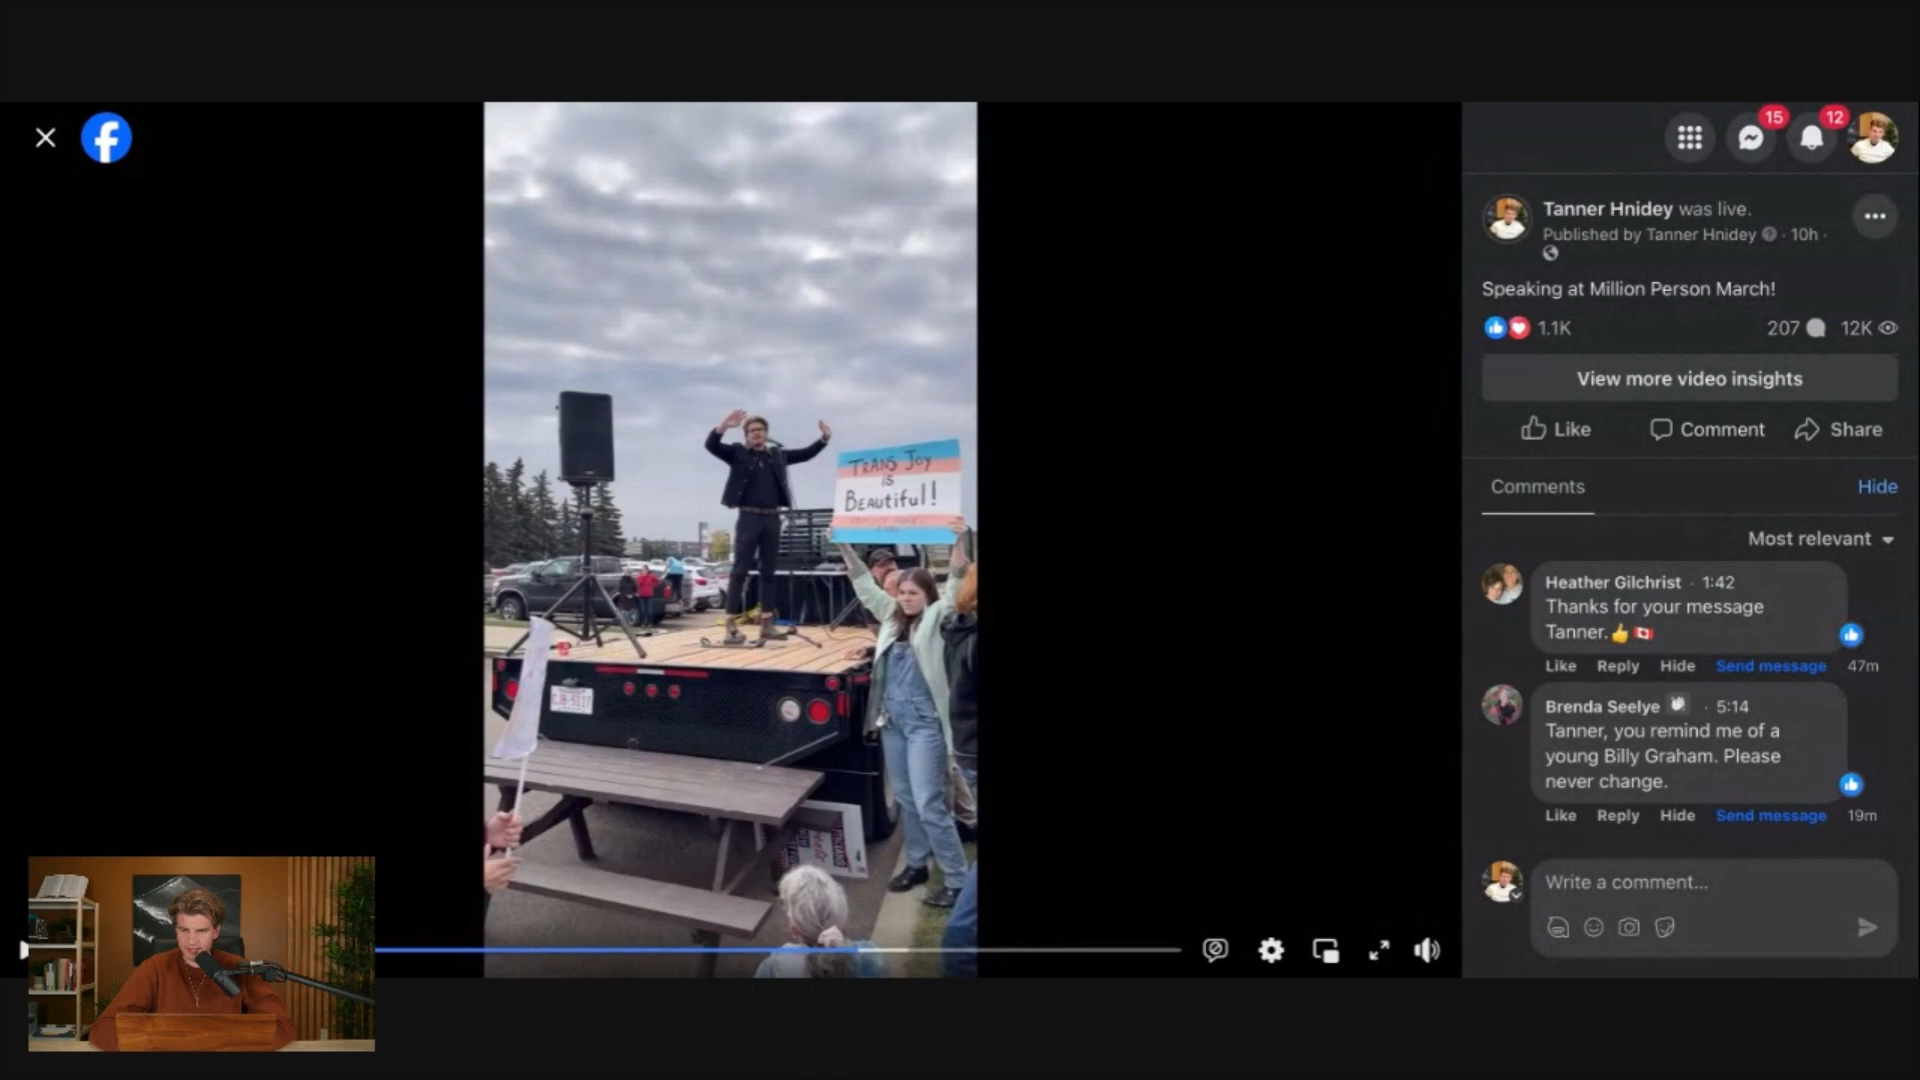 15
12
Tanner Hnidey was live.
Published by Tanner Hnidey · 10h ·
Speaking at Million Person March!
1.1K
207
12K
View more video insights
Like
Comment
Share
Comments
Hide
Most relevant
Heather Gilchrist · 1:42
Thanks for your message
Tanner.👍🇨🇦
Like Reply Hide Send message 47m
Brenda Seelye · 5:14
Tanner, you remind me of a
young Billy Graham. Please
never change.
Like Reply Hide Send message 19m
Write a comment...
TRANS JOY
IS
BEAUTIFUL!